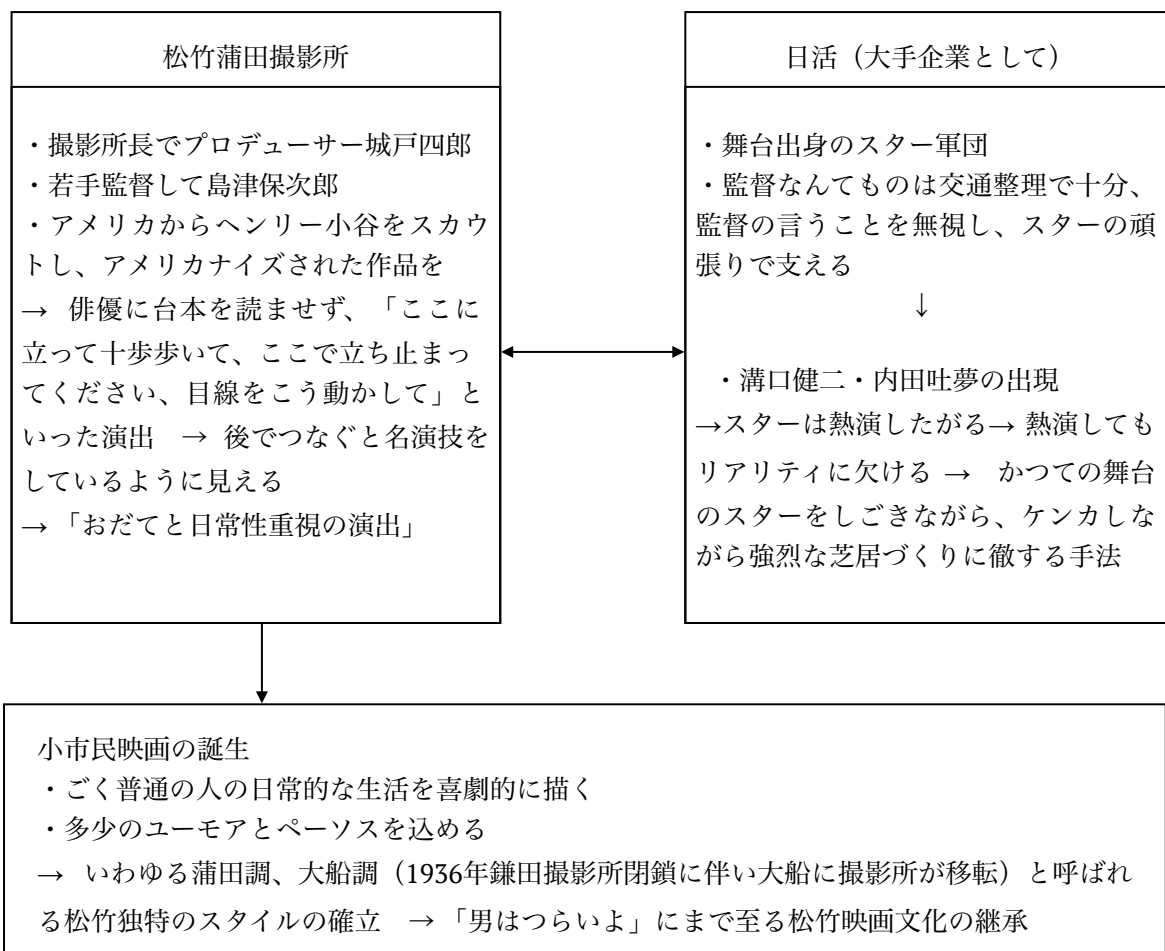 松竹蒲田撮影所
・撮影所長でプロデューサー城戸四郎
・若手監督して島津保次郎
・アメリカからヘンリー小谷をスカウ
トし、アメリカナイズされた作品を
→ 俳優に台本を読ませず、「ここに
立って十歩歩いて、ここで立ち止まっ
てください、目線をこう動かして」と
いった演出 → 後でつなぐと名演技を
しているように見える
→「おだてと日常性重視の演出」
日活（大手企業として）
・舞台出身のスター軍団
・監督なんてものは交通整理で十分、
監督の言うことを無視し、スターの頑
張りで支える
↓
・溝口健二・内田吐夢の出現
→スターは熱演したがる→ 熱演しても
リアリティに欠ける → かつての舞台
のスターをしごきながら、ケンカしな
がら強烈な芝居づくりに徹する手法
小市民映画の誕生
・ごく普通の人の日常的な生活を喜劇的に描く
・多少のユーモアとペーソスを込める
→ いわゆる蒲田調、大船調（1936年鎌田撮影所閉鎖に伴い大船に撮影所が移転）と呼ばれ
る松竹独特のスタイルの確立 →「男はつらいよ」にまで至る松竹映画文化の継承